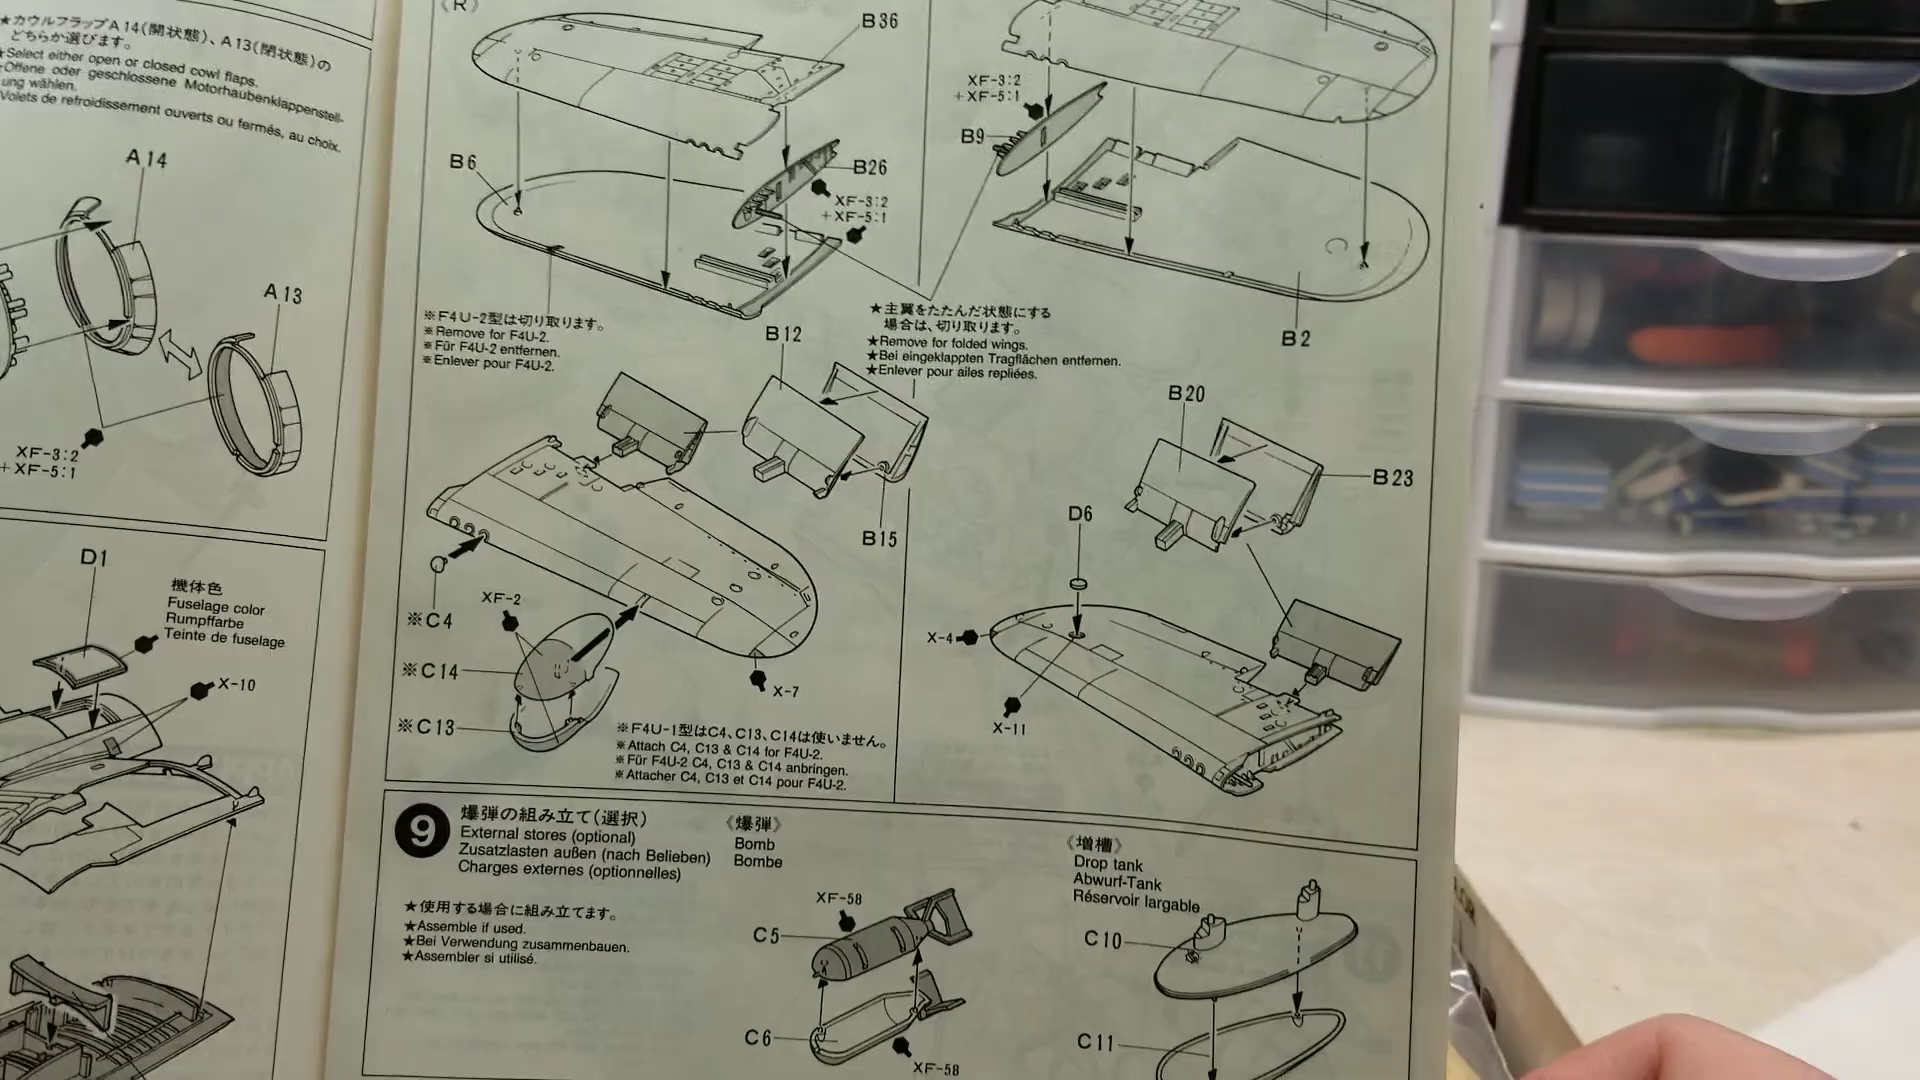 ★カウルフラップA14(開状態)、A13(閉状態)の
どちらか選びます。
★Select either open or closed cowl flaps.
★Offene oder geschlossene Motorhaubenklappenstell-
ung wählen.
Volets de refroidissement ouverts ou fermés, au choix.
A14
A13
XF-3:2
+XF-5:1
D1
機体色
Fuselage color
Rumpffarbe
Teinte de fuselage
X-10
《R》
B36
B6
B26
XF-3:2
+XF-5:1
※F4U-2型は切り取ります。
※Remove for F4U-2.
※Für F4U-2 entfernen.
※Enlever pour F4U-2.
XF-3:2
+XF-5:1
B9
B2
★主翼をたたんだ状態にする
場合は、切り取ります。
★Remove for folded wings.
★Bei eingeklappten Tragflächen entfernen.
★Enlever pour ailes repliées.
B12
B15
※C4
XF-2
※C14
※C13
X-7
※F4U-1型はC4、C13、C14は使いません。
※Attach C4, C13 & C14 for F4U-2.
※Für F4U-2 C4, C13 & C14 anbringen.
※Attacher C4, C13 et C14 pour F4U-2.
B20
B23
D6
X-4
X-11
9
爆弾の組み立て(選択)
External stores (optional)
Zusatzlasten außen (nach Belieben)
Charges externes (optionnelles)
★使用する場合に組み立てます。
★Assemble if used.
★Bei Verwendung zusammenbauen.
★Assembler si utilisé.
《爆弾》
Bomb
Bombe
XF-58
C5
C6
XF-58
《増槽》
Drop tank
Abwurf-Tank
Réservoir largable
C10
C11